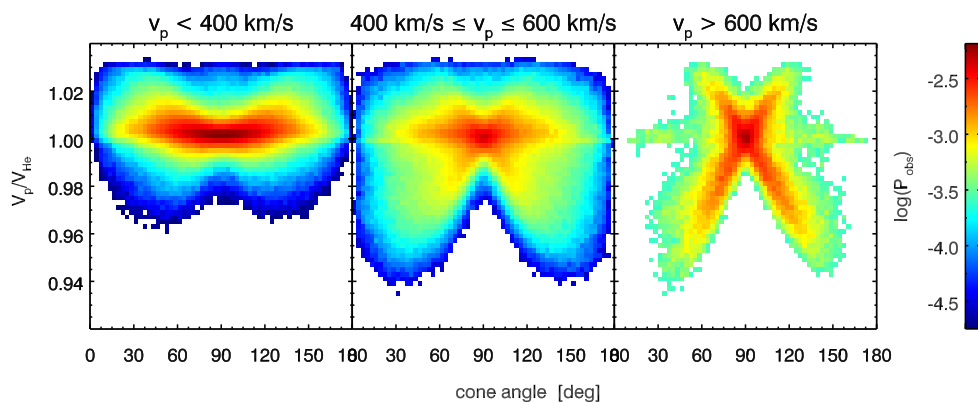 v_p < 400 km/s
400 km/s ≤ v_p ≤ 600 km/s
v_p > 600 km/s
V_p/V_He
1.02
1.00
0.98
0.96
0.94
0 30 60 90 120 150 180
0 30 60 90 120 150 180
0 30 60 90 120 150 180
cone angle [deg]
-2.5
-3.0
-3.5
-4.0
-4.5
log(P_obs)